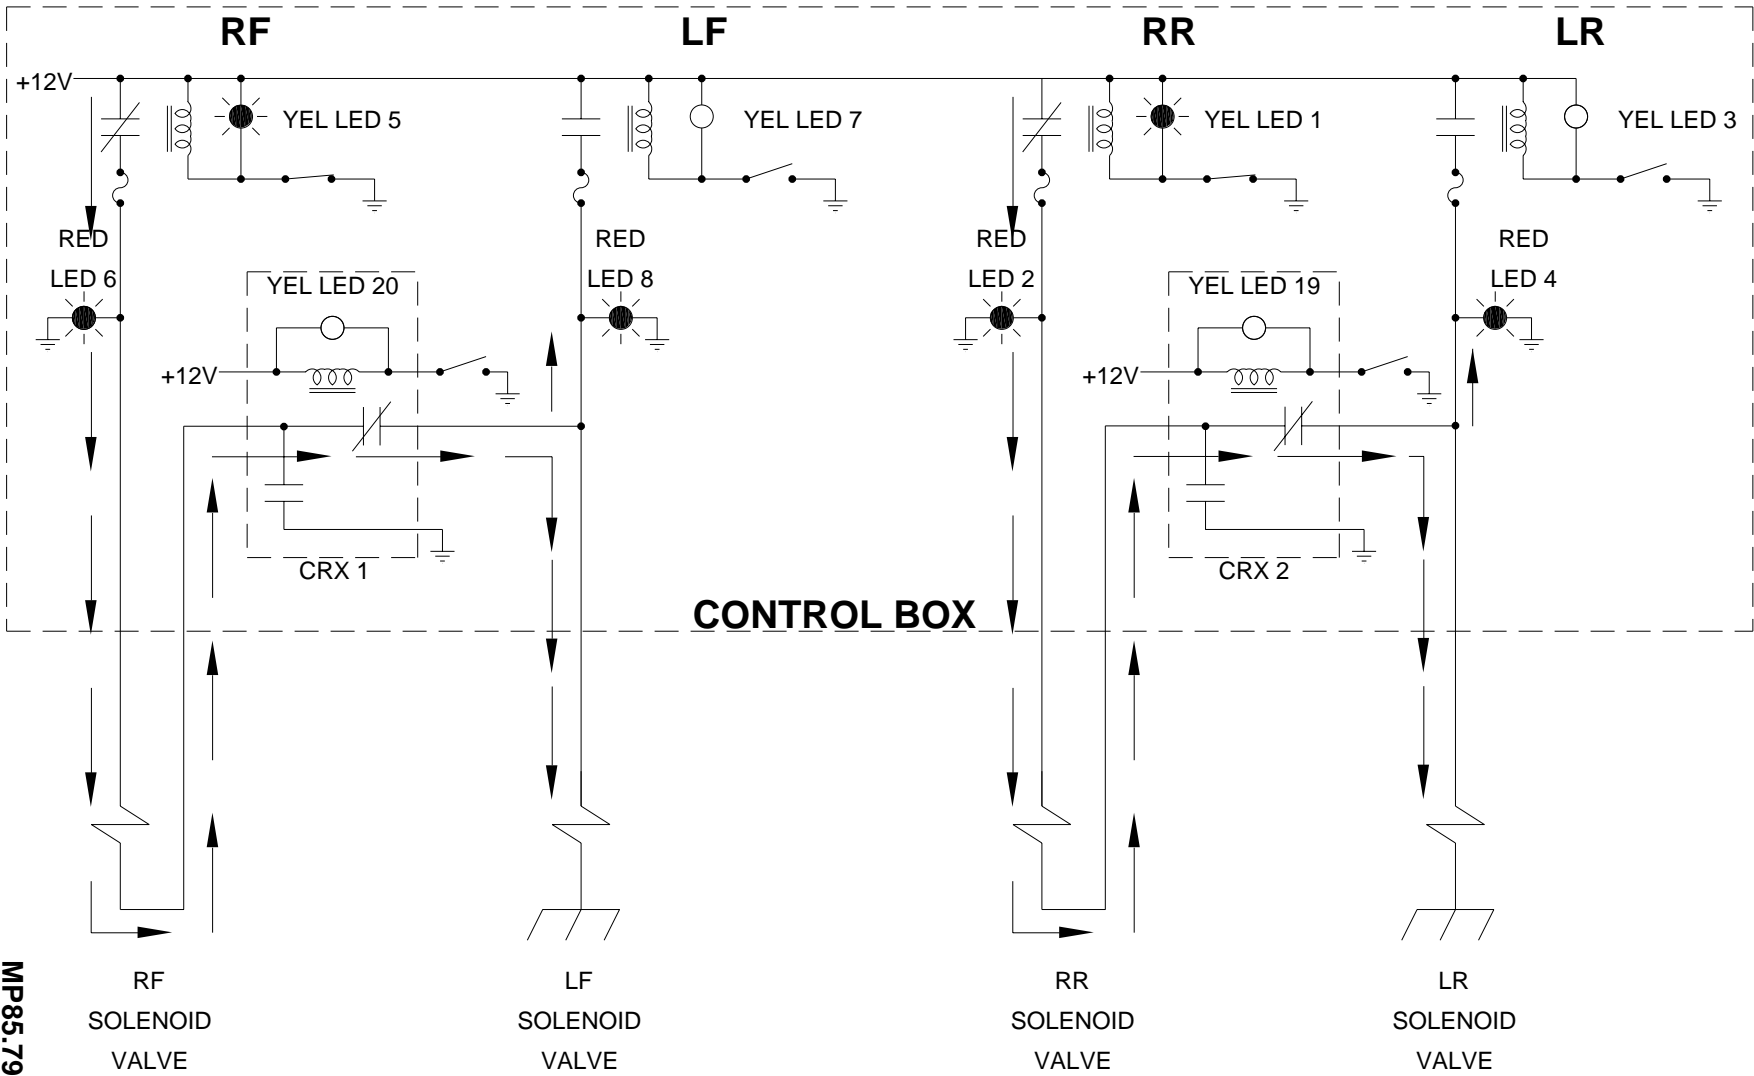 RF
LF
RR
LR
+12V
YEL LED 5
YEL LED 7
YEL LED 1
YEL LED 3
RED
LED 6
RED
LED 8
RED
LED 2
RED
LED 4
YEL LED 20
YEL LED 19
+12V
+12V
CRX 1
CRX 2
CONTROL BOX
RF
SOLENOID
VALVE
LF
SOLENOID
VALVE
RR
SOLENOID
VALVE
LR
SOLENOID
VALVE
MP85.79